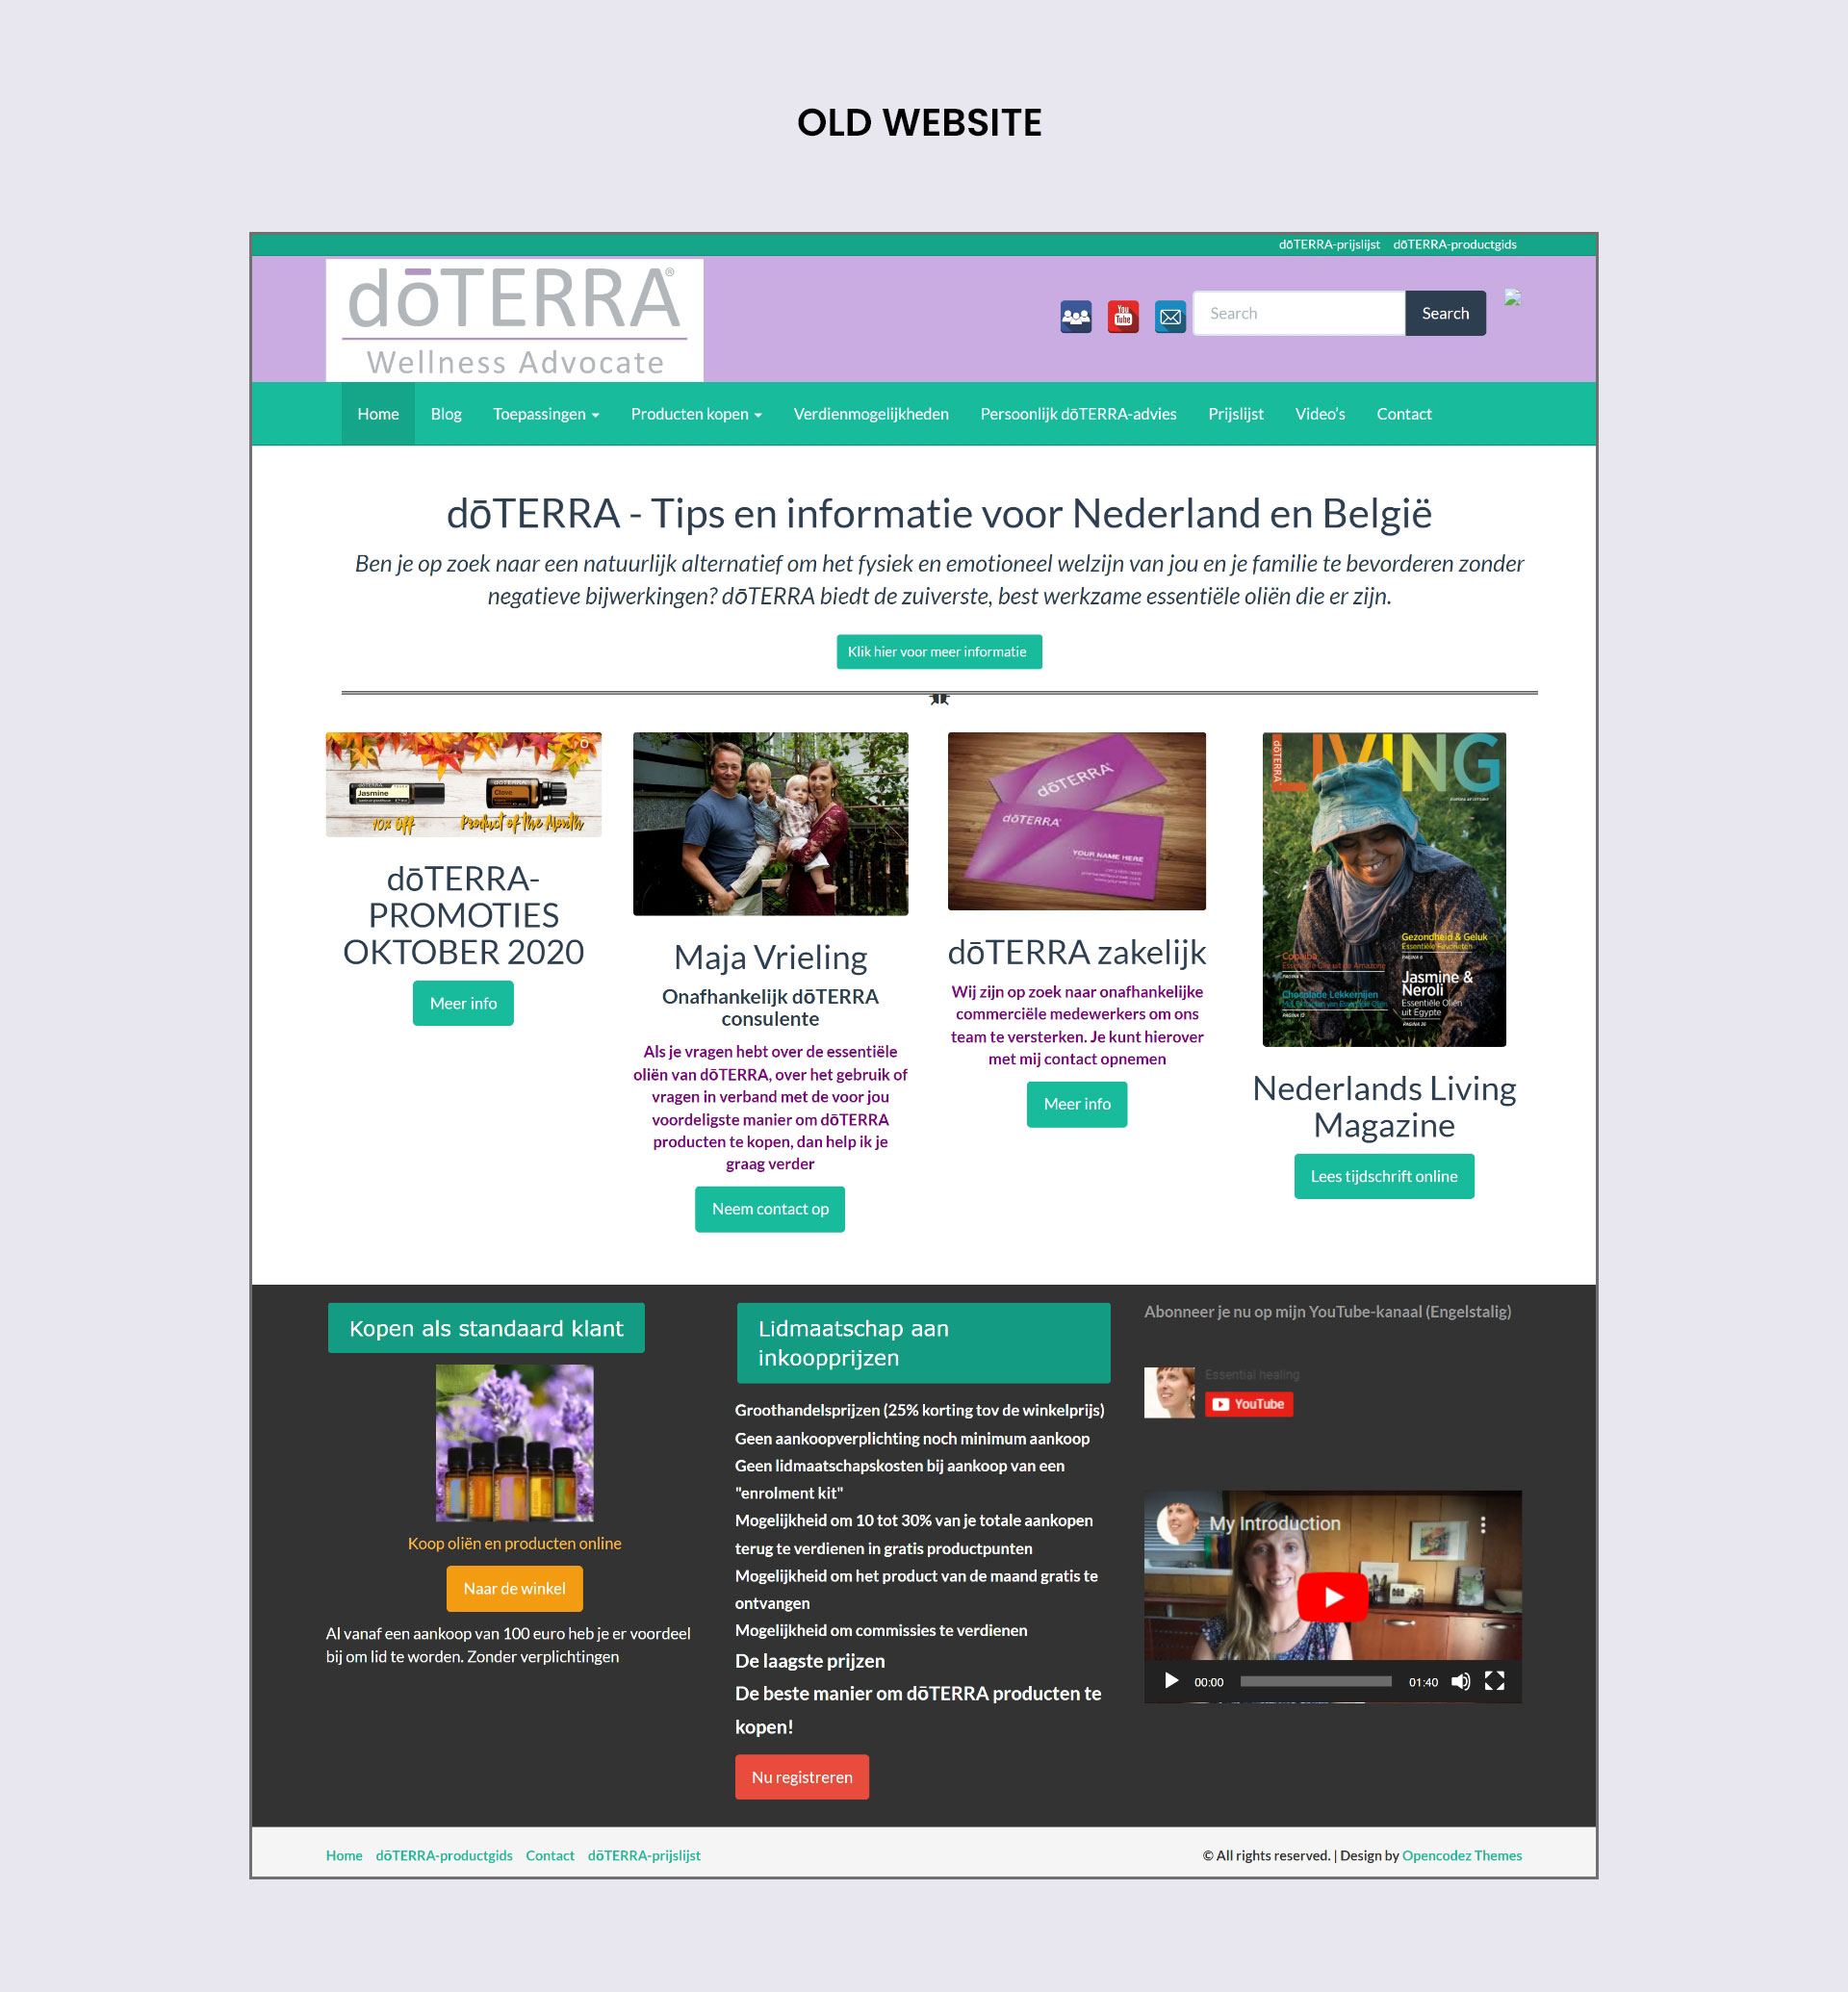 OLD WEBSITE
dōTERRA-prijslijst dōTERRA-productgids
dōTERRA®
Wellness Advocate
You
Tube
Search
Search
Home Blog Toepassingen Producten kopen Verdienmogelijkheden Persoonlijk dōTERRA-advies Prijslijst Video's Contact
dōTERRA - Tips en informatie voor Nederland en België
Ben je op zoek naar een natuurlijk alternatief om het fysiek en emotioneel welzijn van jou en je familie te bevorderen zonder
negatieve bijwerkingen? dōTERRA biedt de zuiverste, best werkzame essentiële oliën die er zijn.
Klik hier voor meer informatie
ō
dōTERRA
Jasmine
10% Off
dōTERRA
Clove
Product of the Month
dōTERRA-
PROMOTIES
OKTOBER 2020
Meer info
Maja Vrieling
Onafhankelijk dōTERRA
consulente
Als je vragen hebt over de essentiële
oliën van dōTERRA, over het gebruik of
vragen in verband met de voor jou
voordeligste manier om dōTERRA
producten te kopen, dan help ik je
graag verder
Neem contact op
dōTERRA
dōTERRA
YOUR NAME HERE
dōTERRA zakelijk
Wij zijn op zoek naar onafhankelijke
commerciële medewerkers om ons
team te versterken. Je kunt hierover
met mij contact opnemen
Meer info
dōTERRA
LIVING
Gezondheid & Geluk
Essentiële Favorieten
Copaiba
Essentiële Olie uit de Amazone
Jasmine &
Neroli
Essentiële Oliën
uit Egypte
Chocolade Lekkernijen
Nederlands Living
Magazine
Lees tijdschrift online
Kopen als standaard klant
Koop oliën en producten online
Naar de winkel
Al vanaf een aankoop van 100 euro heb je er voordeel
bij om lid te worden. Zonder verplichtingen
Lidmaatschap aan
inkoopprijzen
Groothandelsprijzen (25% korting tov de winkelprijs)
Geen aankoopverplichting noch minimum aankoop
Geen lidmaatschapskosten bij aankoop van een
"enrolment kit"
Mogelijkheid om 10 tot 30% van je totale aankopen
terug te verdienen in gratis productpunten
Mogelijkheid om het product van de maand gratis te
ontvangen
Mogelijkheid om commissies te verdienen
De laagste prijzen
De beste manier om dōTERRA producten te
kopen!
Nu registreren
Abonneer je nu op mijn YouTube-kanaal (Engelstalig)
Essential healing
YouTube
My Introduction
00:00 01:40
Home dōTERRA-productgids Contact dōTERRA-prijslijst
© All rights reserved. | Design by Opencodez Themes